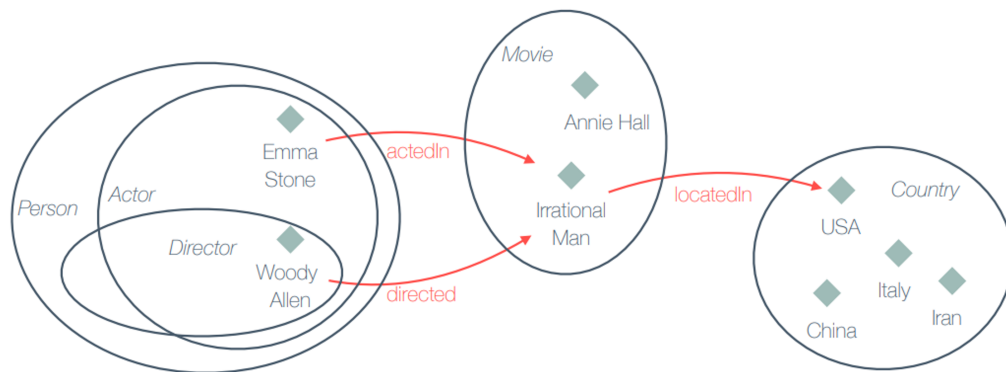 Person
Actor
Emma
Stone
Director
Woody
Allen
actedIn
directed
Movie
Annie Hall
Irrational
Man
locatedIn
Country
USA
Italy
Iran
China